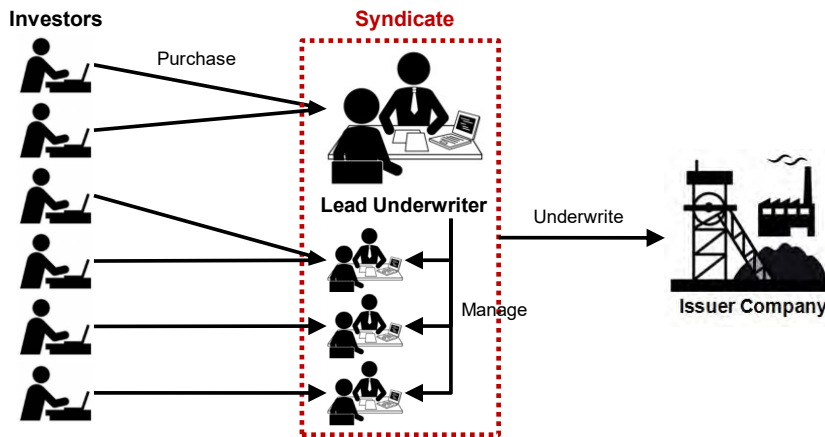 Investors
Syndicate
Purchase
Lead Underwriter
Underwrite
Manage
Issuer Company